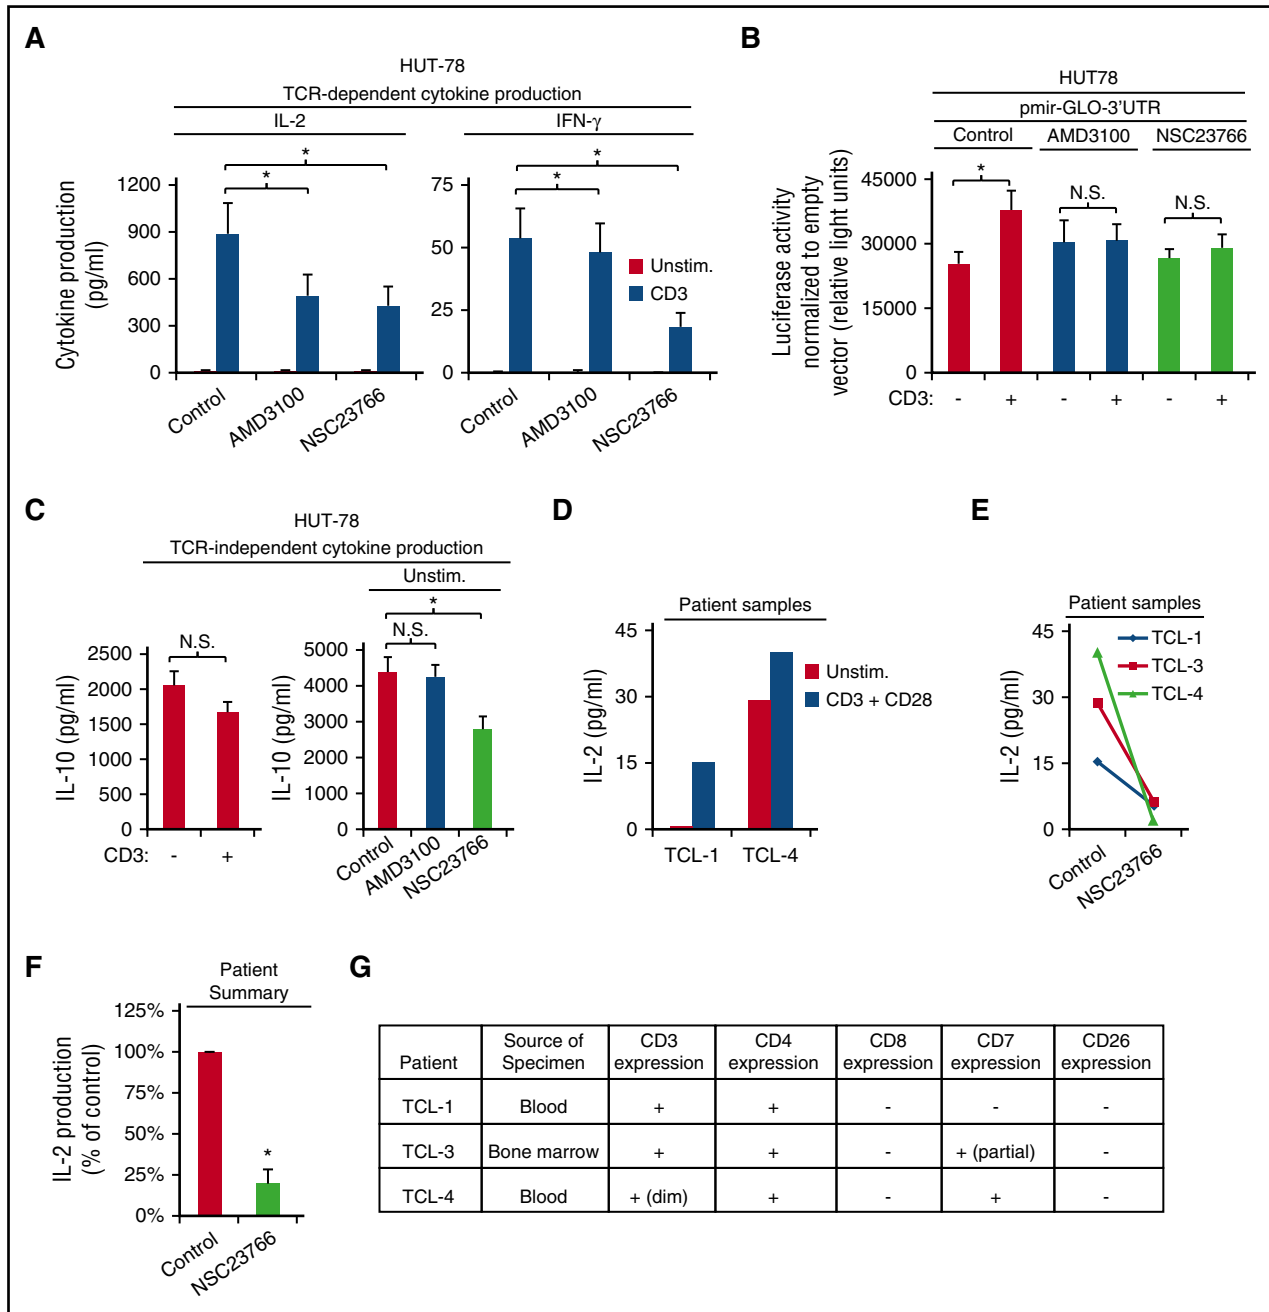 A
HUT-78
TCR-dependent cytokine production
IL-2
IFN-γ
*
*
*
*
Cytokine production
(pg/ml)
1200
900
600
300
0
75
50
25
0
Unstim.
CD3
Control
AMD3100
NSC23766
Control
AMD3100
NSC23766
B
HUT78
pmir-GLO-3'UTR
Control
AMD3100
NSC23766
*
N.S.
N.S.
Luciferase activity
normalized to empty
vector (relative light units)
45000
30000
15000
0
CD3:
-
+
-
+
-
+
C
HUT-78
TCR-independent cytokine production
Unstim.
N.S.
IL-10 (pg/ml)
2500
2000
1500
1000
500
0
CD3:
-
+
*
N.S.
IL-10 (pg/ml)
5000
4000
3000
2000
1000
0
Control
AMD3100
NSC23766
D
Patient samples
IL-2 (pg/ml)
45
30
15
0
Unstim.
CD3 + CD28
TCL-1
TCL-4
E
Patient samples
IL-2 (pg/ml)
45
30
15
0
TCL-1
TCL-3
TCL-4
Control
NSC23766
F
Patient
Summary
IL-2 production
(% of control)
125%
100%
75%
50%
25%
0%
*
Control
NSC23766
G
Patient
Source of
Specimen
CD3
expression
CD4
expression
CD8
expression
CD7
expression
CD26
expression
TCL-1 Blood + + - - -
TCL-3 Bone marrow + + - + (partial) -
TCL-4 Blood + (dim) + - + -